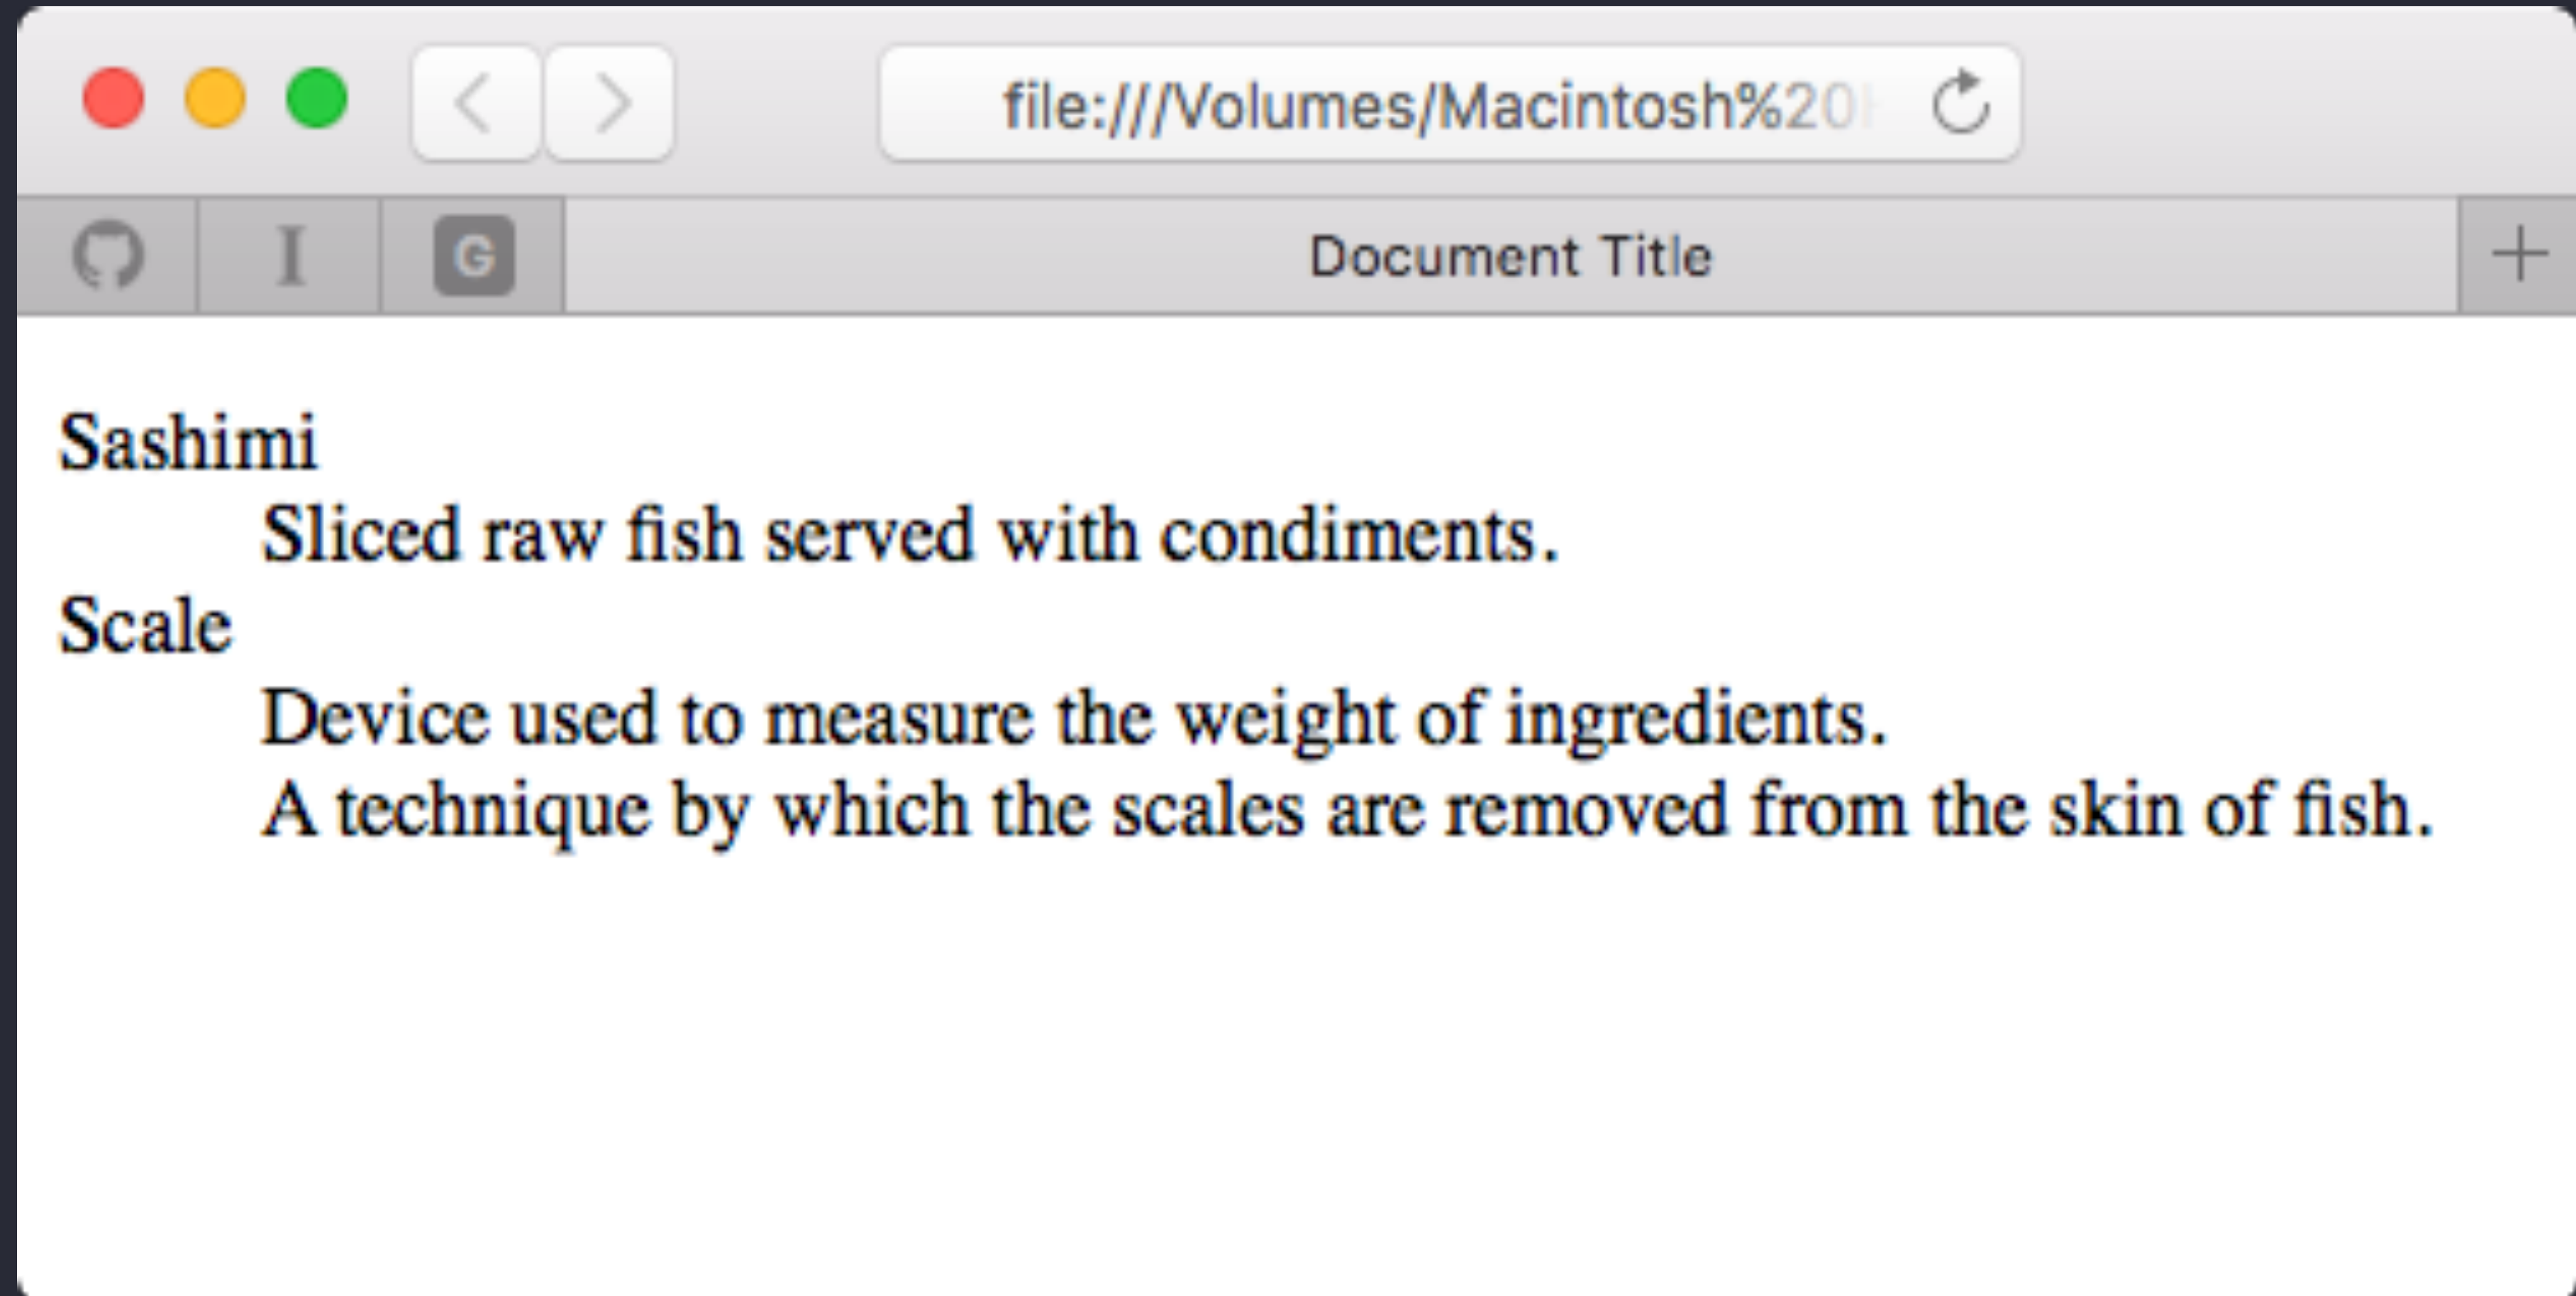 file:///Volumes/Macintosh%20
I
G
Document Title
Sashimi
Sliced raw fish served with condiments.
Scale
Device used to measure the weight of ingredients.
A technique by which the scales are removed from the skin of fish.